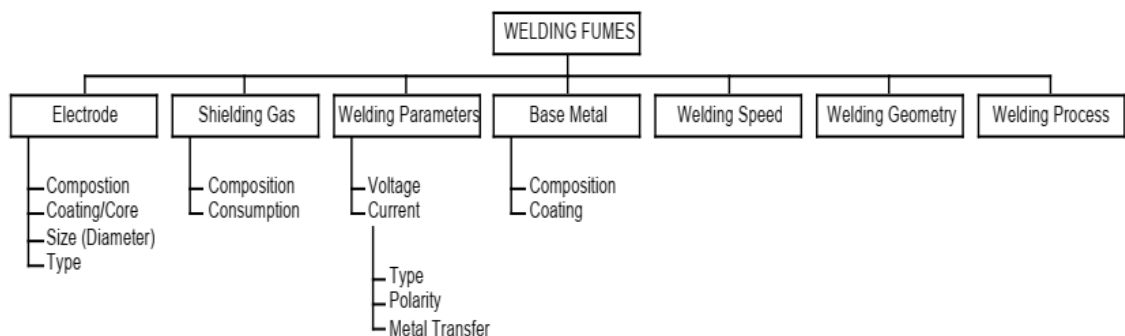 WELDING FUMES
Electrode
Shielding Gas
Welding Parameters
Base Metal
Welding Speed
Welding Geometry
Welding Process
Compostion
Coating/Core
Size (Diameter)
Type
Composition
Consumption
Voltage
Current
Type
Polarity
Metal Transfer
Composition
Coating